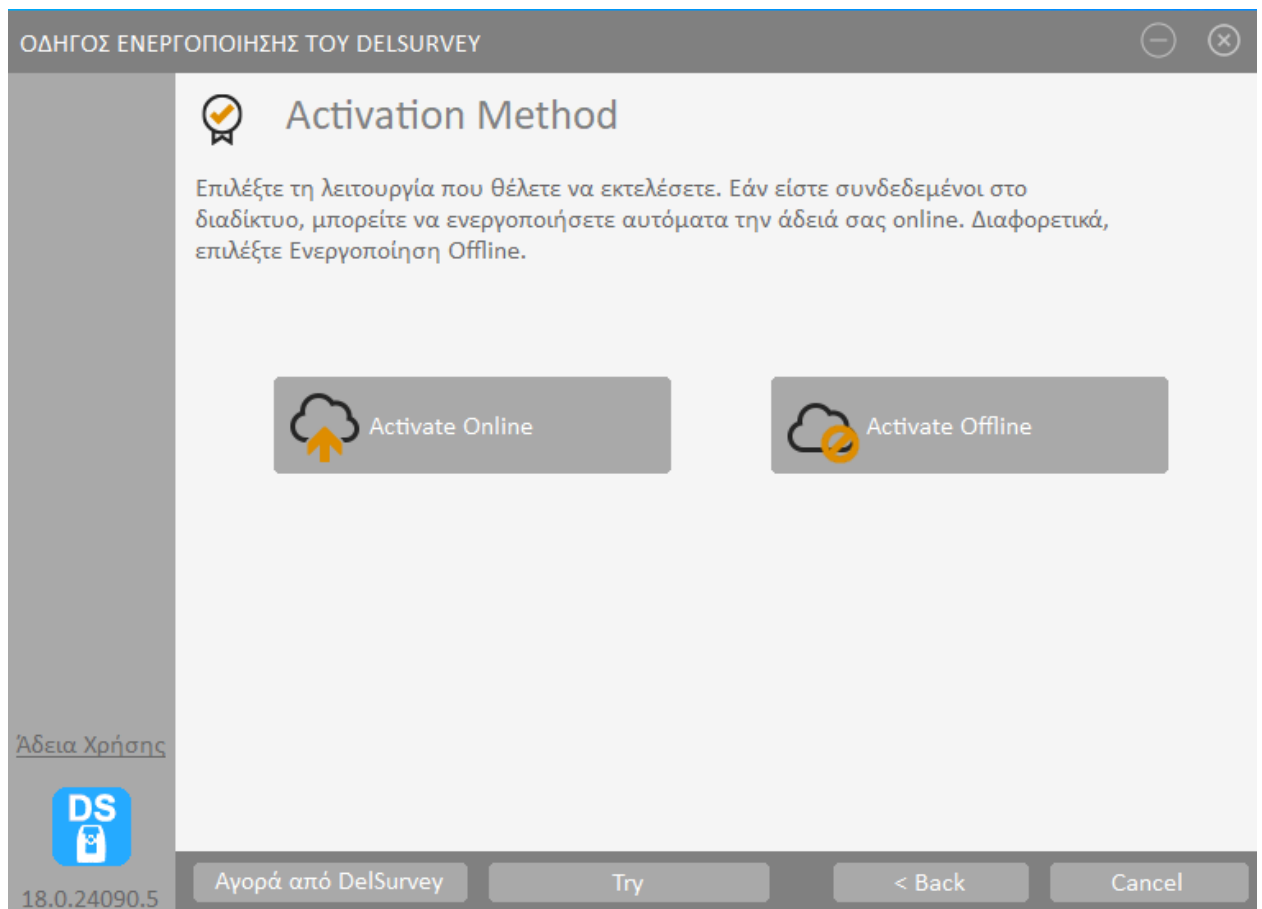 ΟΔΗΓΟΣ ΕΝΕΡΓΟΠΟΙΗΣΗΣ ΤΟΥ DELSURVEY
Activation Method
Επιλέξτε τη λειτουργία που θέλετε να εκτελέσετε. Εάν είστε συνδεδεμένοι στο
διαδίκτυο, μπορείτε να ενεργοποιήσετε αυτόματα την άδειά σας online. Διαφορετικά,
επιλέξτε Ενεργοποίηση Offline.
Activate Online
Activate Offline
Άδεια Χρήσης
DS
18.0.24090.5
Αγορά από DelSurvey
Try
< Back
Cancel